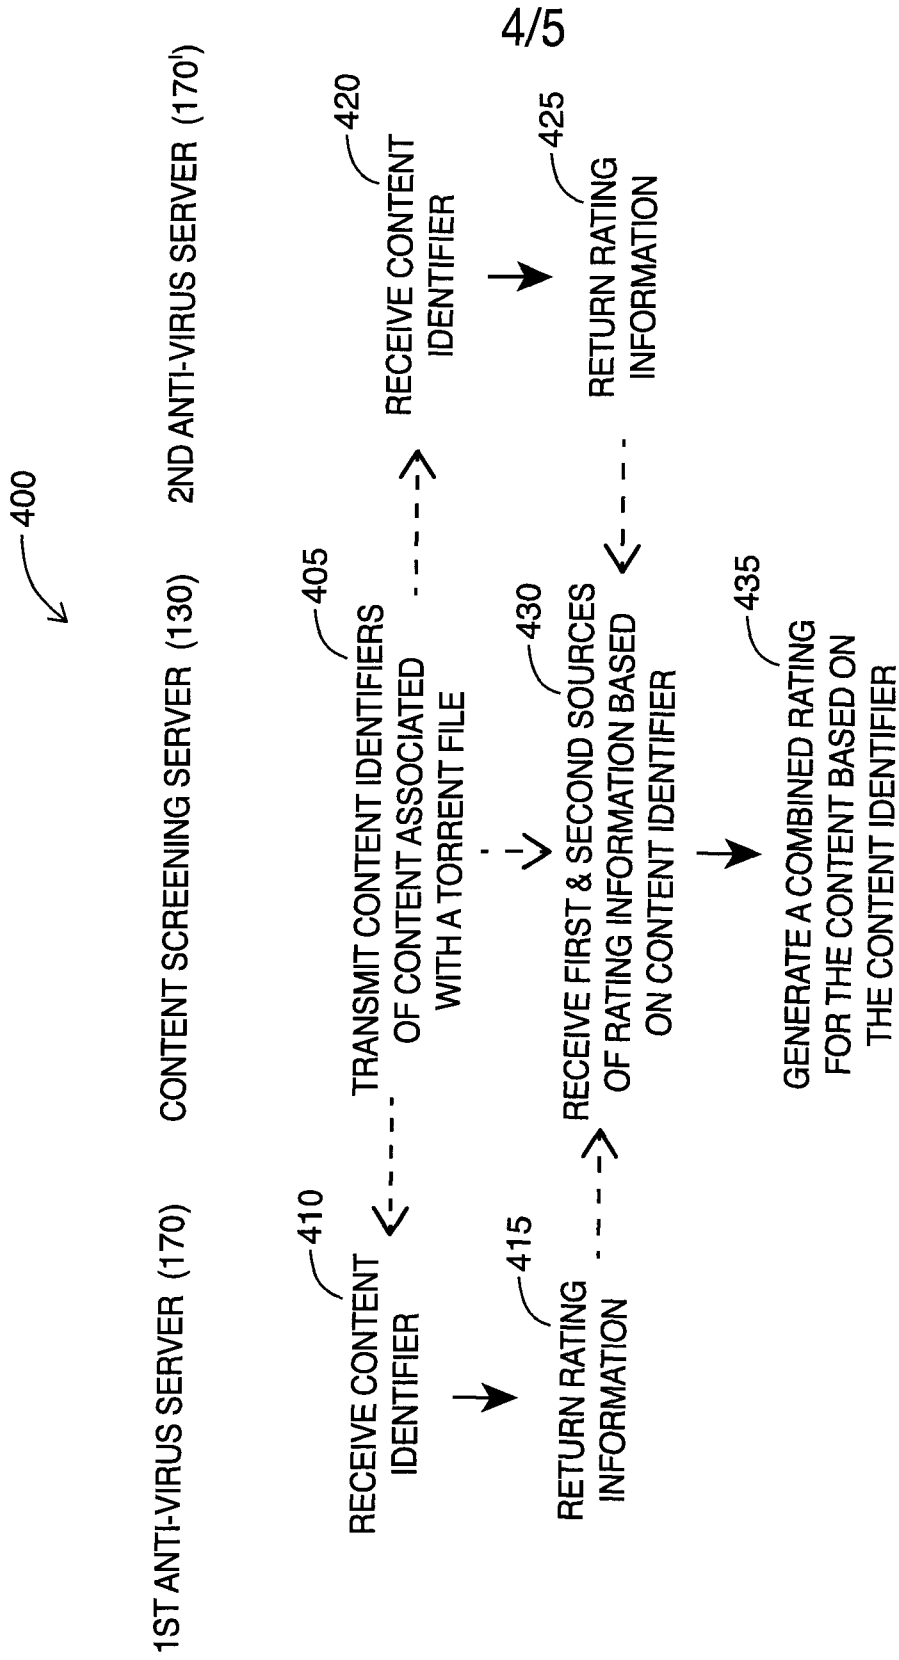 4/5
400
1ST ANTI-VIRUS SERVER (170)
CONTENT SCREENING SERVER (130)
2ND ANTI-VIRUS SERVER (170')
410
RECEIVE CONTENT
IDENTIFIER
405
TRANSMIT CONTENT IDENTIFIERS
OF CONTENT ASSOCIATED
WITH A TORRENT FILE
420
RECEIVE CONTENT
IDENTIFIER
415
RETURN RATING
INFORMATION
430
RECEIVE FIRST & SECOND SOURCES
OF RATING INFORMATION BASED
ON CONTENT IDENTIFIER
425
RETURN RATING
INFORMATION
435
GENERATE A COMBINED RATING
FOR THE CONTENT BASED ON
THE CONTENT IDENTIFIER